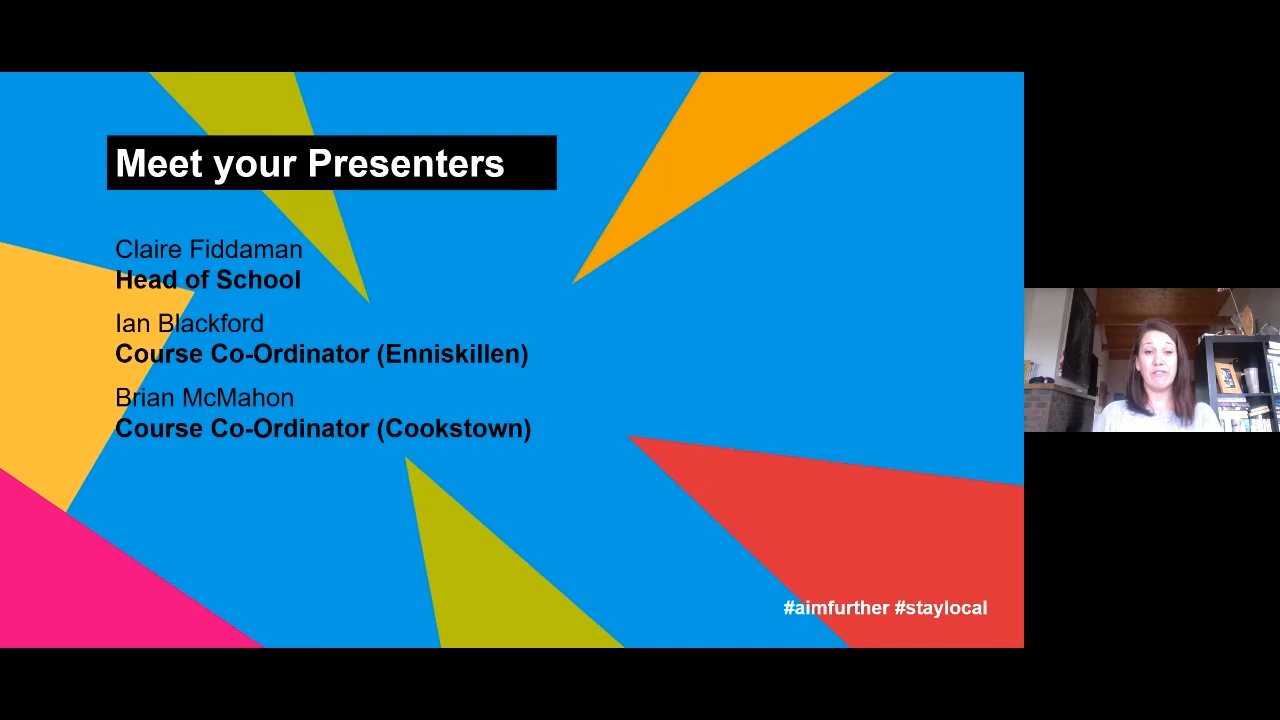 Meet your Presenters
Claire Fiddaman
Head of School
Ian Blackford
Course Co-Ordinator (Enniskillen)
Brian McMahon
Course Co-Ordinator (Cookstown)
#aimfurther #staylocal